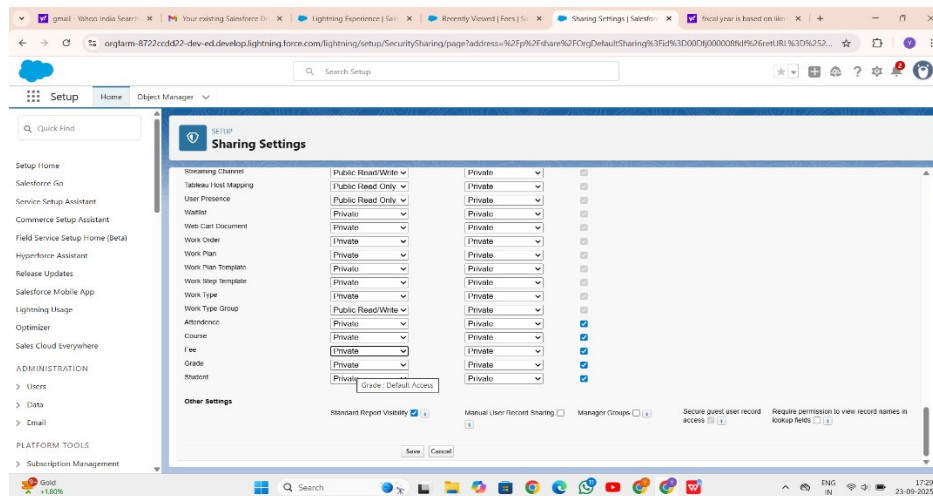 gmail - Yahoo India Search
Your existing Salesforce De
Lightning Experience | Sale
Recently Viewed | Fees | Sa
Sharing Settings | Salesforc
fiscal year is based on like
orgfarm-8722ccdd22-dev-ed.develop.lightning.force.com/lightning/setup/SecuritySharing/page?address=
Search Setup
2
Setup
Home
Object Manager
Quick Find
SETUP
Sharing Settings
Setup Home
Salesforce Go
Service Setup Assistant
Commerce Setup Assistant
Field Service Setup Home (Beta)
Hyperforce Assistant
Release Updates
Salesforce Mobile App
Lightning Usage
Optimizer
Sales Cloud Everywhere
ADMINISTRATION
> Users
> Data
> Email
PLATFORM TOOLS
> Subscription Management
Streaming Channel Public Read/Write Private
Tableau Host Mapping Public Read Only Private
User Presence Public Read Only Private
Waitlist Private Private
Web Cart Document Private Private
Work Order Private Private
Work Plan Private Private
Work Plan Template Private Private
Work Step Template Private Private
Work Type Private Private
Work Type Group Public Read/Write Private
Attendence Private Private
Course Private Private
Fee Private Private
Grade Private Private
Student Private Private
Grade : Default Access
Other Settings
Standard Report Visibility
Manual User Record Sharing
Manager Groups
Secure guest user record
access
Require permission to view record names in
lookup fields
Save Cancel
Gold
+1.80%
Search
ENG
IN
17:29
23-09-2025